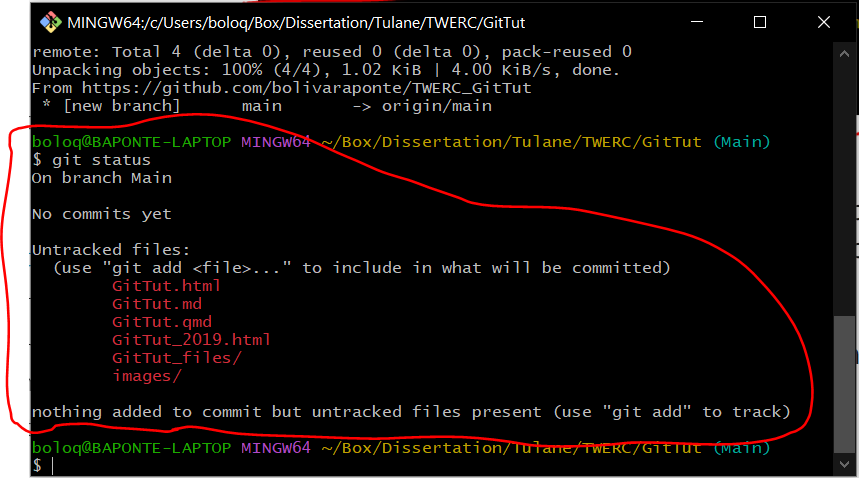 MINGW64:/c/Users/boloq/Box/Dissertation/Tulane/TWERC/GitTut
remote: Total 4 (delta 0), reused 0 (delta 0), pack-reused 0
Unpacking objects: 100% (4/4), 1.02 KiB | 4.00 KiB/s, done.
From https://github.com/bolivaraponte/TWERC_GitTut
 * [new branch]      main       -> origin/main
boloq@BAPONTE-LAPTOP MINGW64 ~/Box/Dissertation/Tulane/TWERC/GitTut (Main)
$ git status
On branch Main
No commits yet
Untracked files:
  (use "git add <file>..." to include in what will be committed)
        GitTut.html
        GitTut.md
        GitTut.qmd
        GitTut_2019.html
        GitTut_files/
        images/
nothing added to commit but untracked files present (use "git add" to track)
boloq@BAPONTE-LAPTOP MINGW64 ~/Box/Dissertation/Tulane/TWERC/GitTut (Main)
$